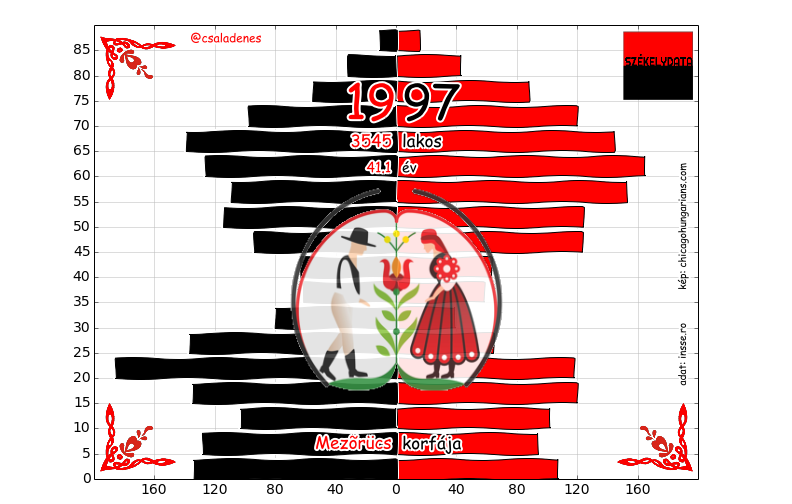 @csaladenes
SZÉKELYDATA
1997
3545 lakos
41,1 év
Mezőrücs korfája
kép: chicagohungarians.com
adat: insse.ro
85
80
75
70
65
60
55
50
45
40
35
30
25
20
15
10
5
0
160 120 80 40 0 40 80 120 160